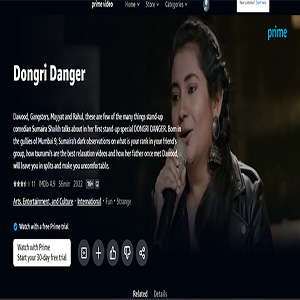 prime video Home Store Categories
prime
Dongri Danger
Dawood, Gangsters, Mayyat and Rahul, these are few of the many things stand-up
comedian Sumaira Shaikh talks about in her first stand-up special DONGRI DANGER. Born in
the gullies of Mumbai 9, Sumaira's dark observations on what is your rank in your friend's
group, how tsunami's are the best relaxation videos and how her father once met Dawood,
will leave you in splits and make you uncomfortable.
11 IMDb 4.9 56min 2022
Arts, Entertainment, and Culture • International • Fun • Strange
Watch with a free Prime trial
Watch with Prime
Start your 30-day free trial
Related Details